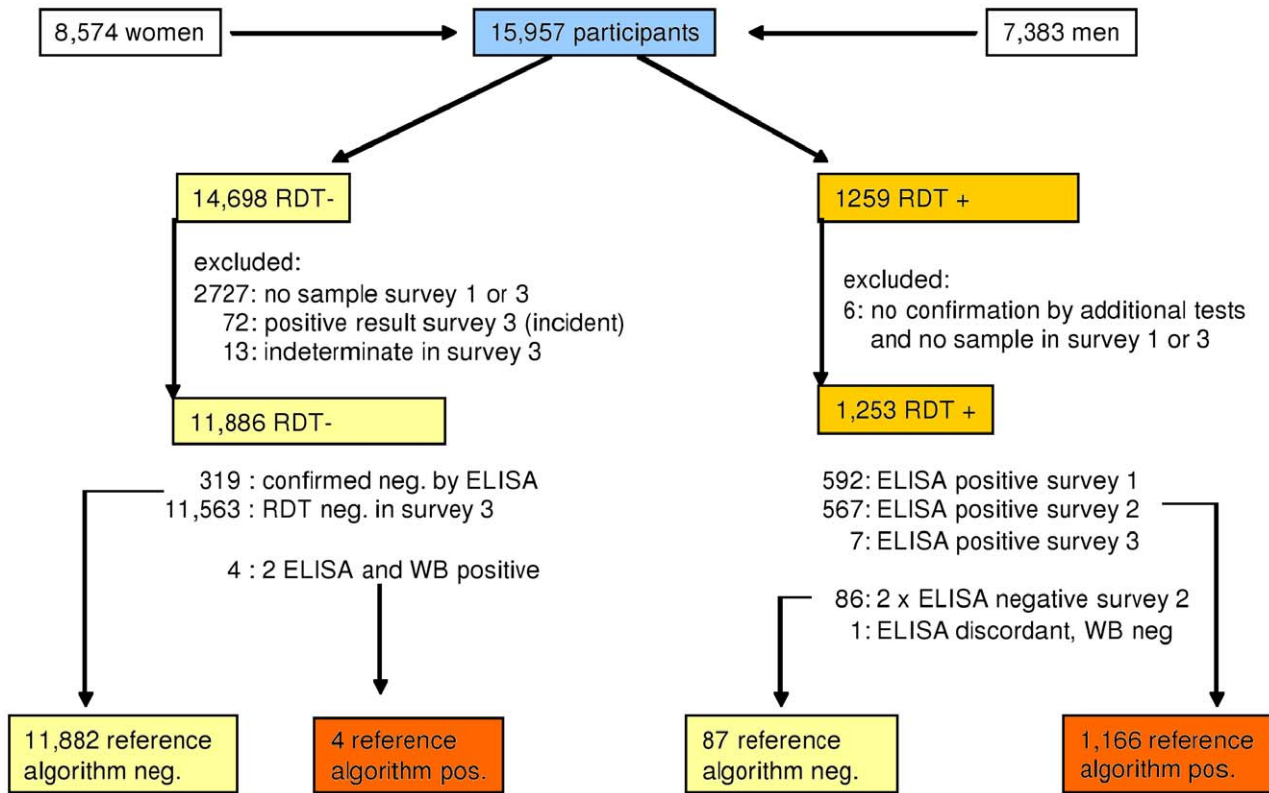 8,574 women
15,957 participants
7,383 men
14,698 RDT-
excluded:
2727: no sample survey 1 or 3
72: positive result survey 3 (incident)
13: indeterminate in survey 3
11,886 RDT-
319 : confirmed neg. by ELISA
11,563 : RDT neg. in survey 3
4 : 2 ELISA and WB positive
11,882 reference
algorithm neg.
4 reference
algorithm pos.
1259 RDT +
excluded:
6: no confirmation by additional tests
and no sample in survey 1 or 3
1,253 RDT +
592: ELISA positive survey 1
567: ELISA positive survey 2
7: ELISA positive survey 3
86: 2 x ELISA negative survey 2
1: ELISA discordant, WB neg
87 reference
algorithm neg.
1,166 reference
algorithm pos.